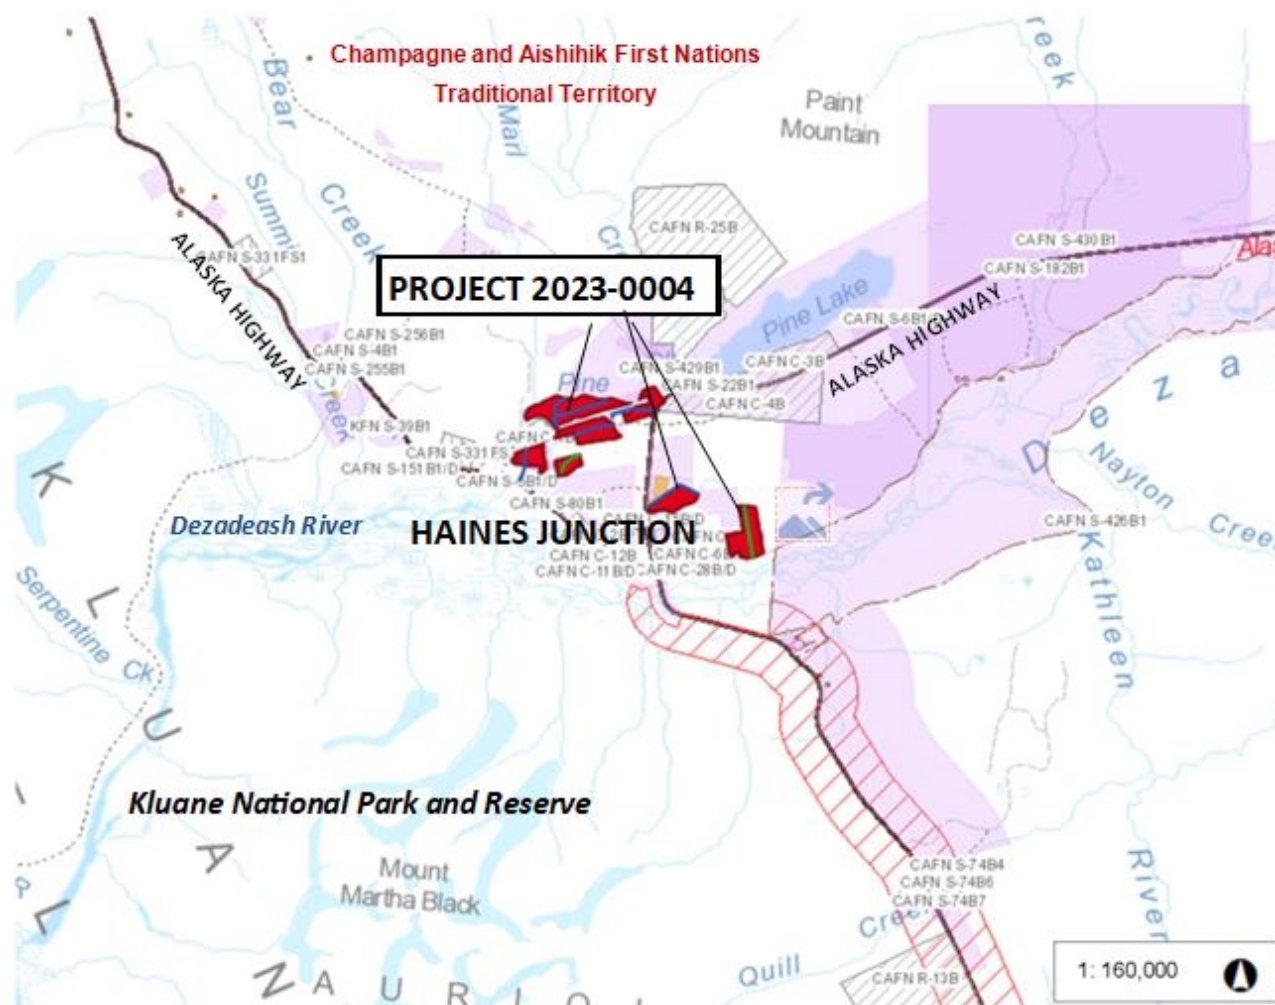 Champagne and Aishihik First Nations
Traditional Territory
Bear
Creek
Marl
Paint
Mountain
Summit
CAFN R-25B
CAFN S-430B1
CAFN S-331FS1
ALASKA HIGHWAY
PROJECT 2023-0004
CAFN S-182B1
Pine Lake
CAFN S-256B1
CAFN S-4B1
CAFN S-255B1
ALASKA HIGHWAY
CAFN S-429B1
CAFN C-3B
CAFN S-22B1
CAFN C-4B
Pine
Creek
KFN S-39B1
CAFN S-151B1/D
CAFN S-80B1
Dezadeash River
HAINES JUNCTION
CAFN C-12B
CAFN C-11B/D
CAFN C-28B/D
Nayton
CAFN S-426B1
Kathleen
River
Serpentine Ck
Kluane National Park and Reserve
Mount
Martha Black
CAFN S-74B4
CAFN S-74B6
CAFN S-74B7
Quill
CAFN R-13B
1: 160,000